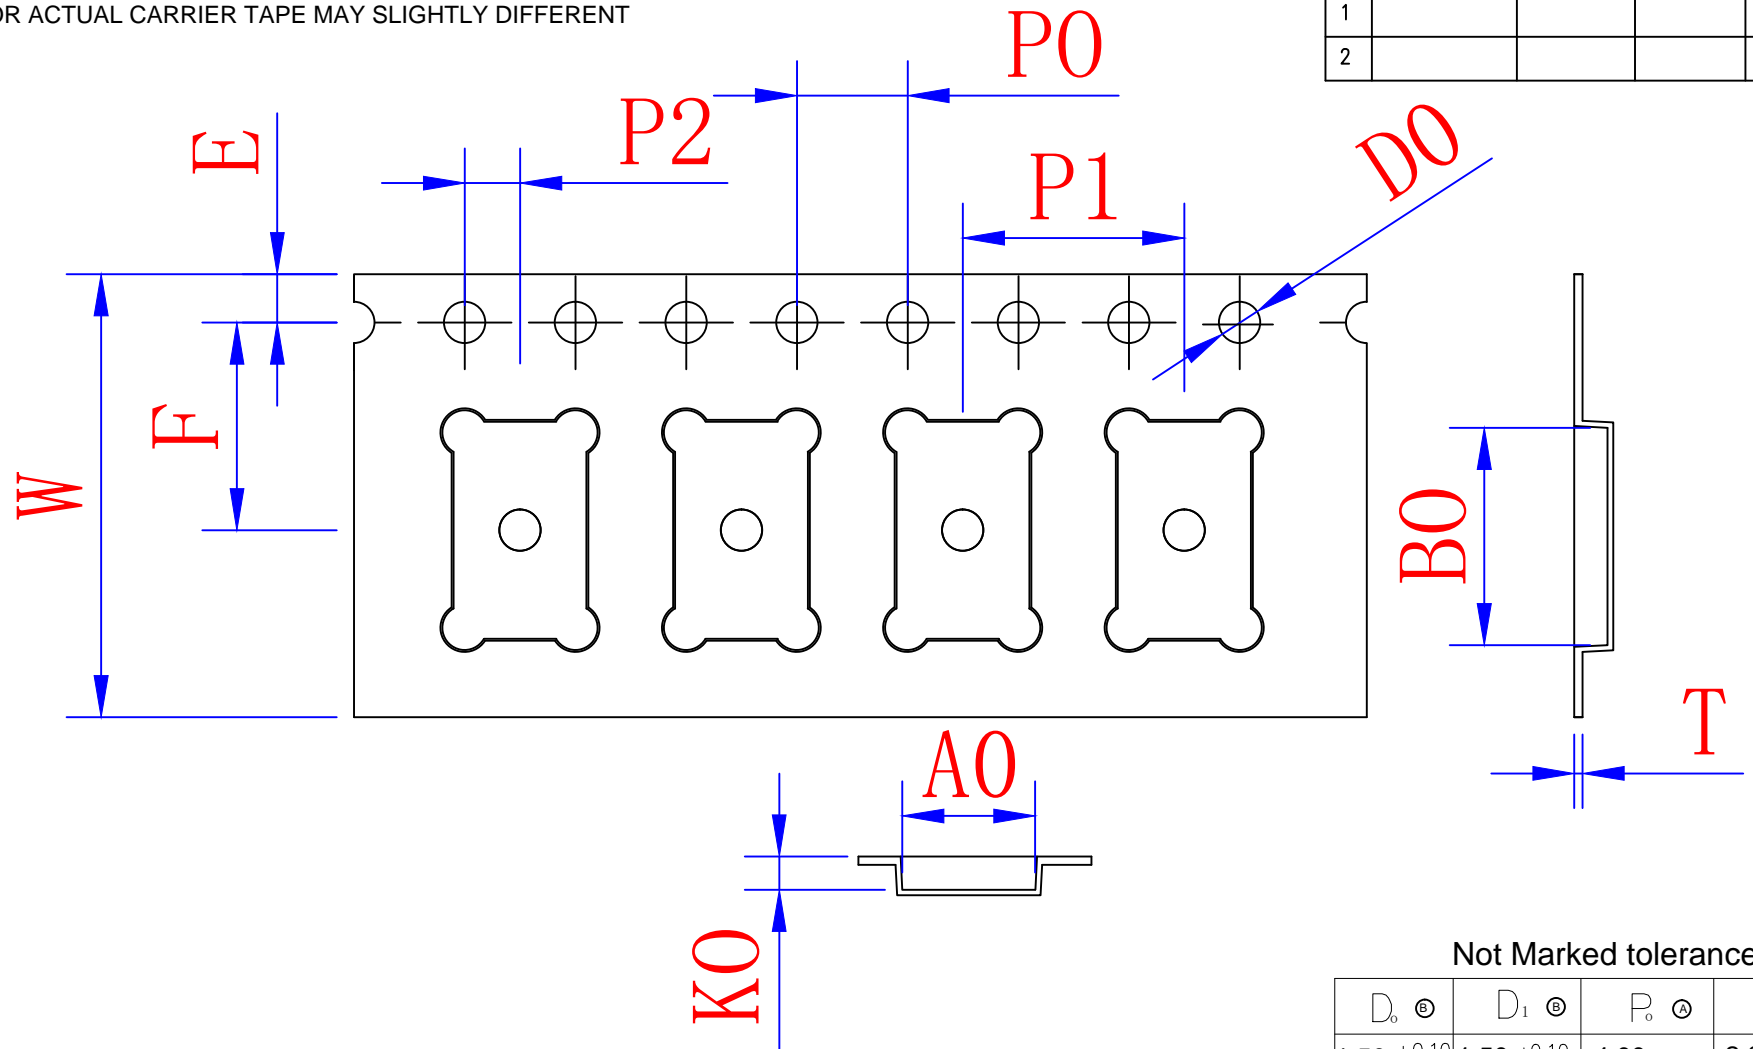 OR ACTUAL CARRIER TAPE MAY SLIGHTLY DIFFERENT
1
2
P0
P2
E
P1
D0
F
W
B0
T
A0
K0
Not Marked tolerance
D₀ Ⓑ D₁ Ⓑ P₀ Ⓐ